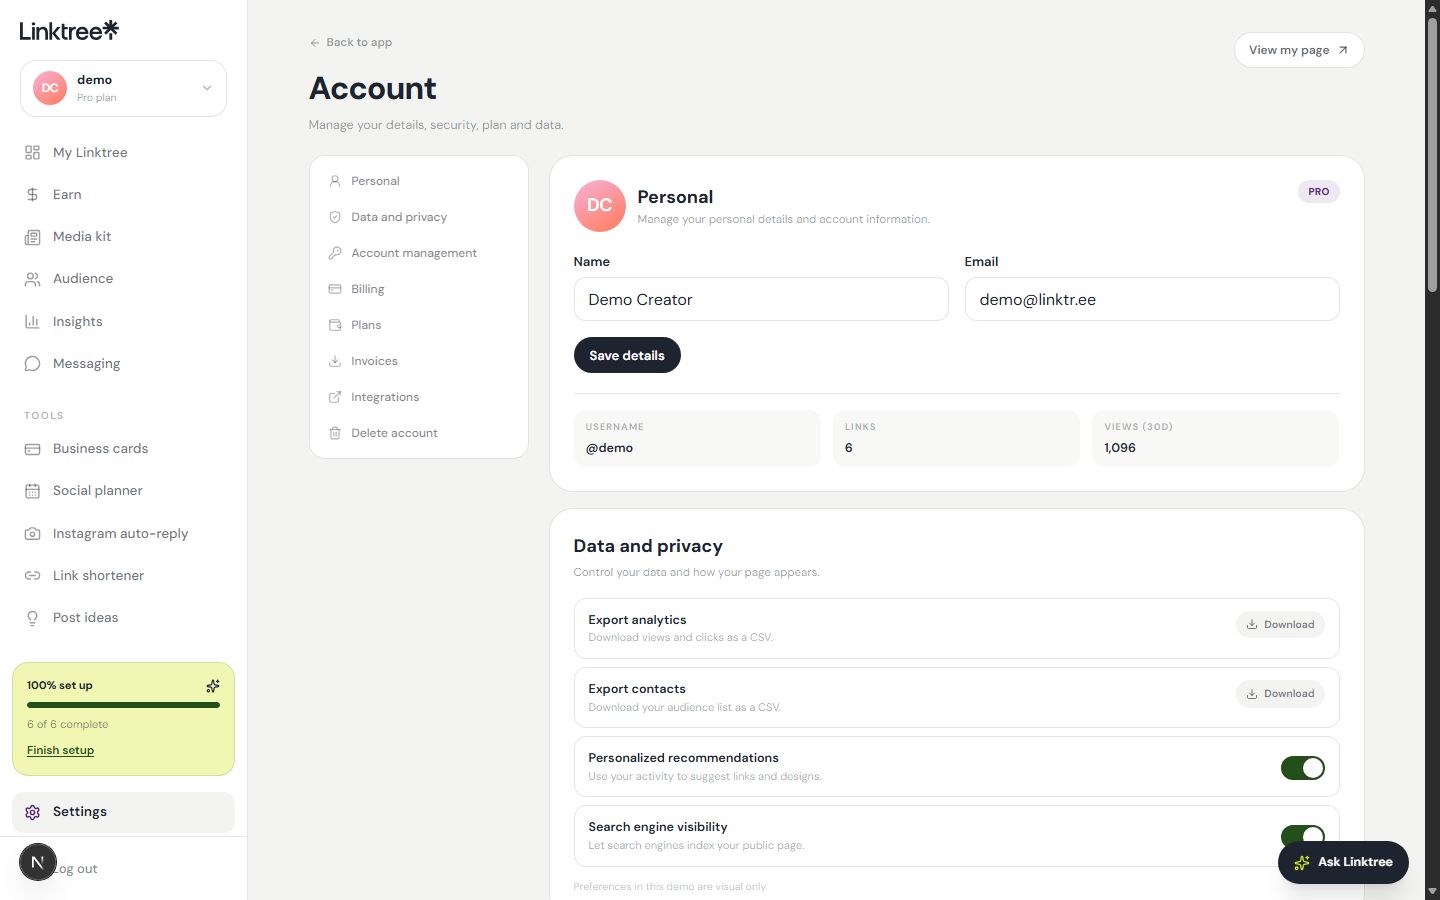 Linktree
DC
demo
Pro plan
My Linktree
Earn
Media kit
Audience
Insights
Messaging
TOOLS
Business cards
Social planner
Instagram auto-reply
Link shortener
Post ideas
100% set up
6 of 6 complete
Finish setup
Settings
N
Log out
Back to app
View my page
Account
Manage your details, security, plan and data.
Personal
Data and privacy
Account management
Billing
Plans
Invoices
Integrations
Delete account
DC
Personal
Manage your personal details and account information.
PRO
Name
Demo Creator
Email
demo@linktr.ee
Save details
USERNAME
@demo
LINKS
6
VIEWS (30D)
1,096
Data and privacy
Control your data and how your page appears.
Export analytics
Download views and clicks as a CSV.
Download
Export contacts
Download your audience list as a CSV.
Download
Personalized recommendations
Use your activity to suggest links and designs.
Search engine visibility
Let search engines index your public page.
Preferences in this demo are visual only.
Ask Linktree